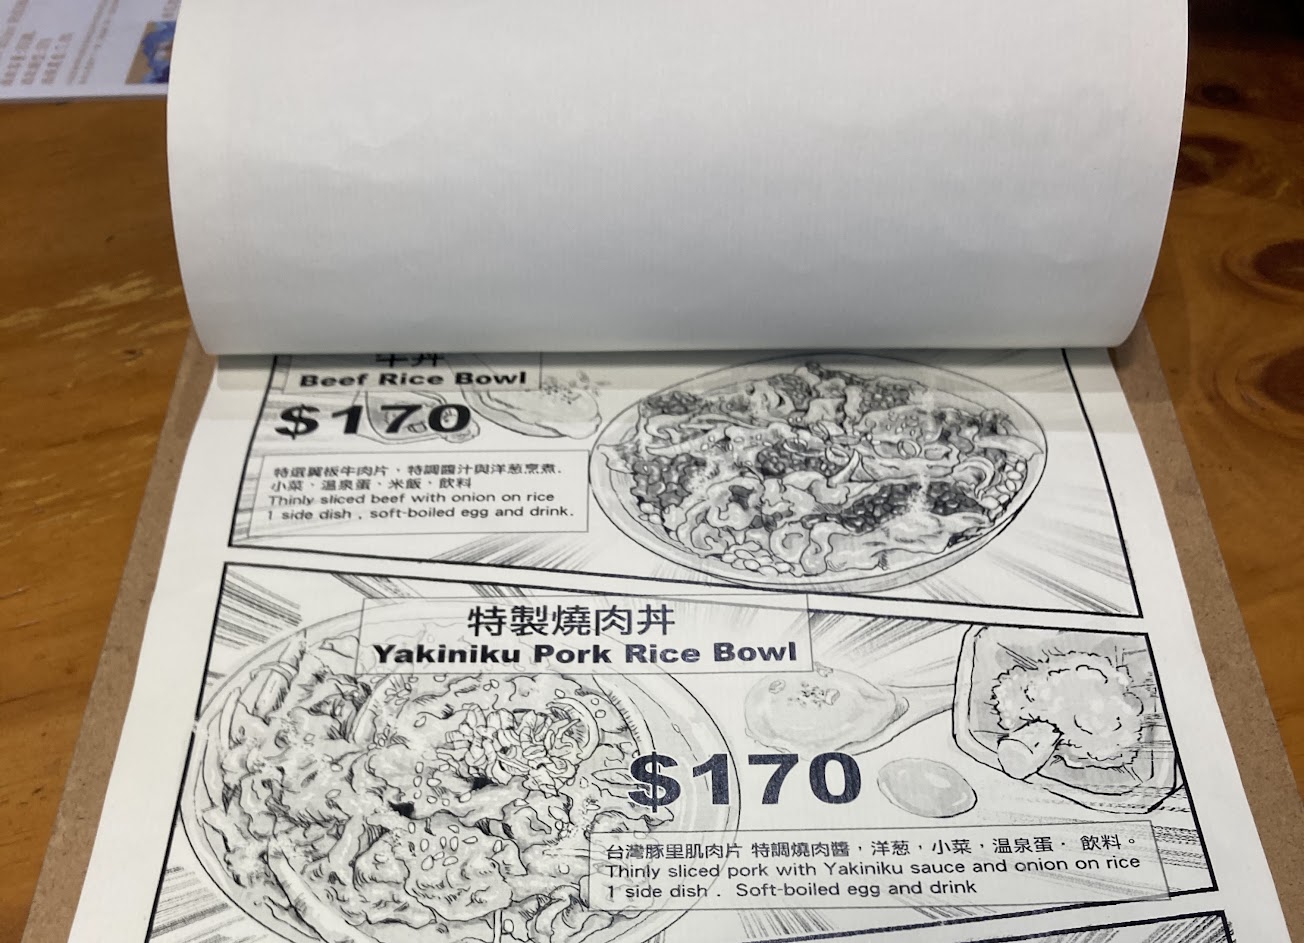 牛丼
Beef Rice Bowl
$170
特選翼板牛肉片，特調醬汁與洋葱烹煮.
小菜、溫泉蛋、米飯、飲料
Thinly sliced beef with onion on rice
1 side dish , soft-boiled egg and drink.
特製燒肉丼
Yakiniku Pork Rice Bowl
$170
台灣豚里肌肉片 特調燒肉醬，洋葱，小菜，溫泉蛋． 飲料。
Thinly sliced pork with Yakiniku sauce and onion on rice
1 side dish . Soft-boiled egg and drink